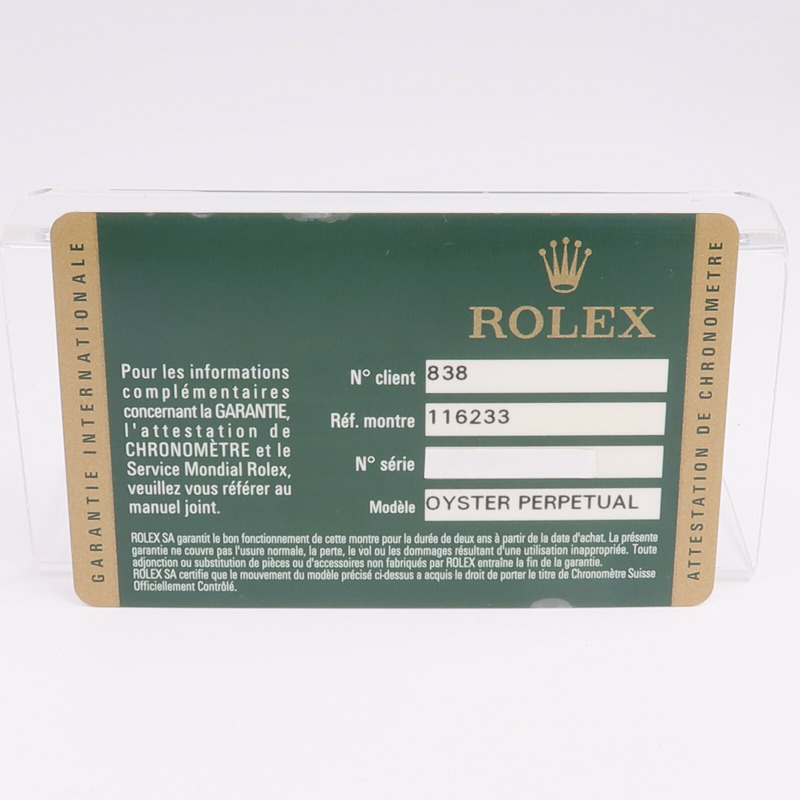 GARANTIE INTERNATIONALE
ROLEX
Pour les informations
complémentaires
concernant la GARANTIE,
l'attestation de
CHRONOMÈTRE et le
Service Mondial Rolex,
veuillez vous référer au
manuel joint.
N° client 838
Réf. montre 116233
N° série
Modèle OYSTER PERPETUAL
ROLEX SA garantit le bon fonctionnement de cette montre pour la durée de deux ans à partir de la date d'achat. La présente
garantie ne couvre pas l'usure normale, la perte, le vol ou les dommages résultant d'une utilisation inappropriée. Toute
adjonction ou substitution de pièces ou d'accessoires non fabriqués par ROLEX entraîne la fin de la garantie.
ROLEX SA certifie que le mouvement du modèle précisé ci-dessus a acquis le droit de porter le titre de Chronomètre Suisse
Officiellement Contrôlé.
ATTESTATION DE CHRONOMETRE